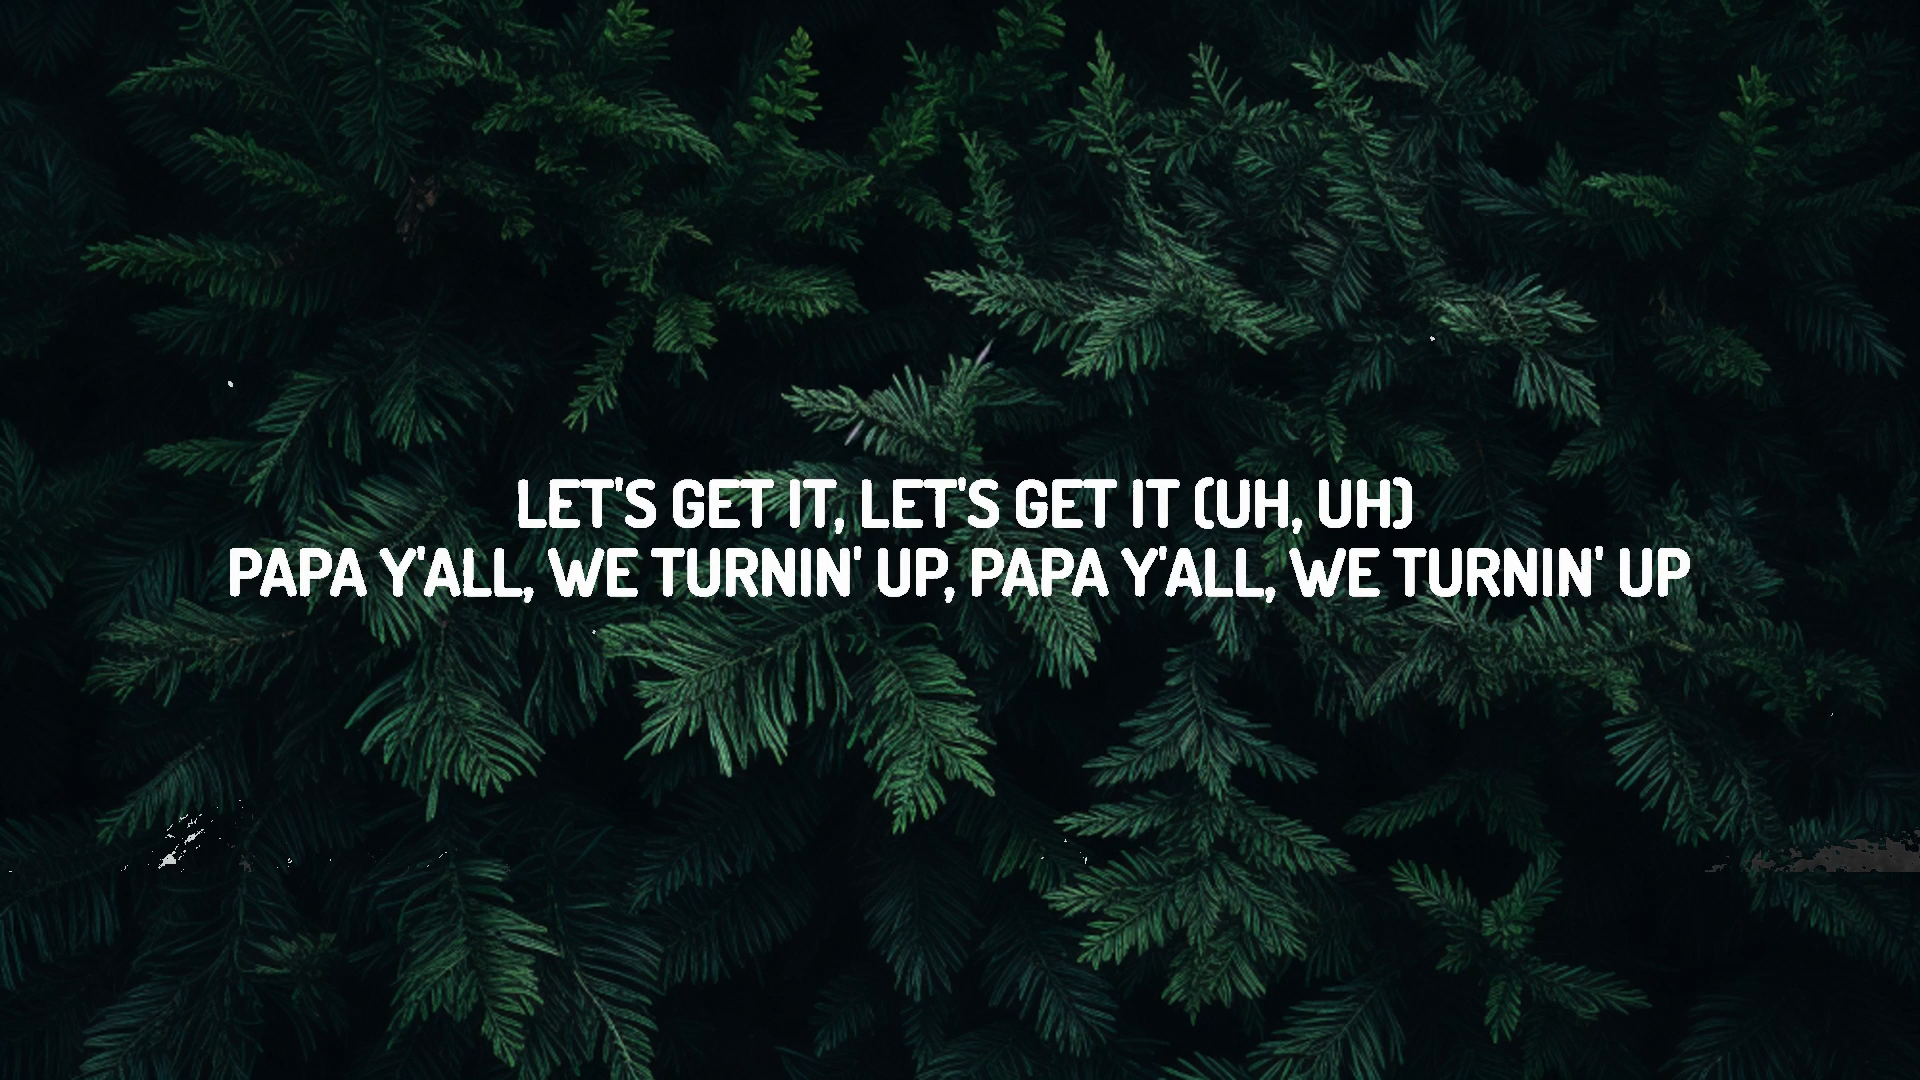 LET'S GET IT, LET'S GET IT (UH, UH)
PAPA Y'ALL, WE TURNIN' UP, PAPA Y'ALL, WE TURNIN' UP